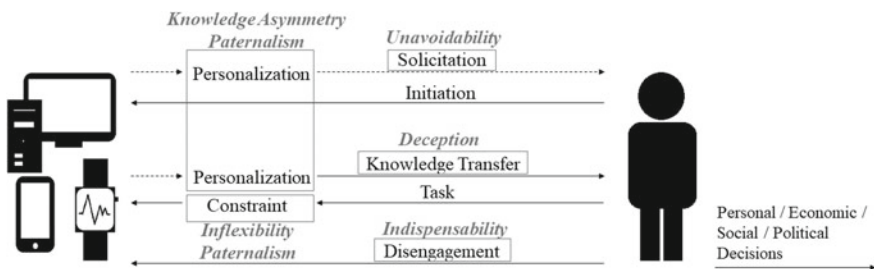 Knowledge Asymmetry
Paternalism
Unavoidability
Solicitation
Personalization
Initiation
Deception
Knowledge Transfer
Personalization
Task
Constraint
Inflexibility
Paternalism
Indispensability
Disengagement
Personal / Economic /
Social / Political
Decisions